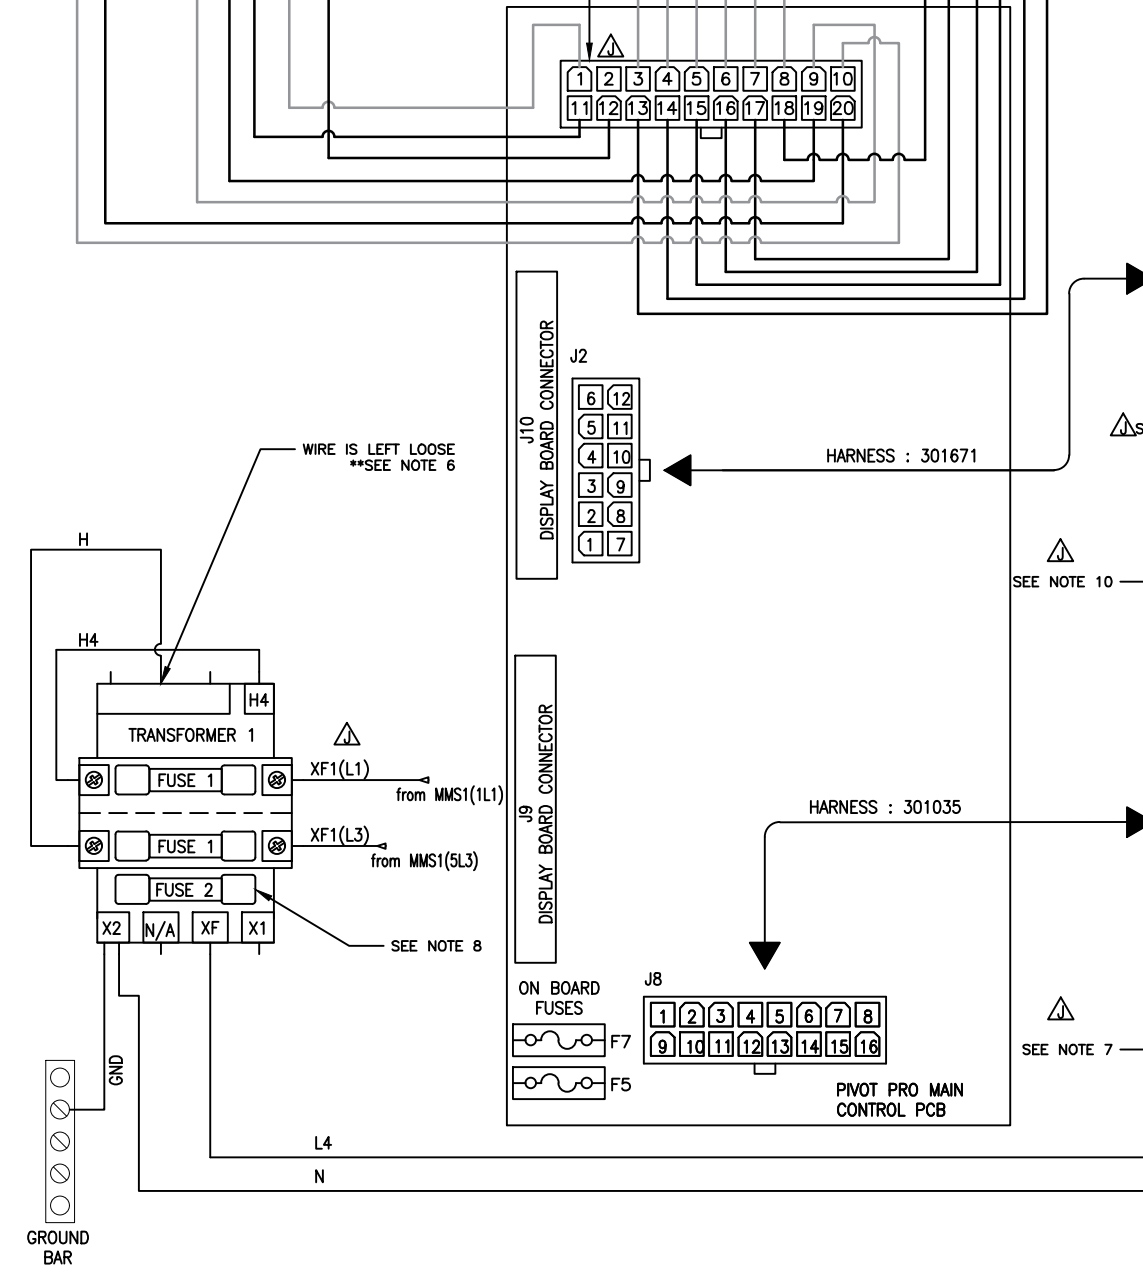 J
1 2 3 4 5 6 7 8 9 10
11 12 13 14 15 16 17 18 19 20
J10
DISPLAY BOARD CONNECTOR
J2
6 12
5 11
4 10
3 9
2 8
1 7
HARNESS : 301671
J
S
J
SEE NOTE 10
WIRE IS LEFT LOOSE
**SEE NOTE 6
H
H4
H4
TRANSFORMER 1
J
FUSE 1
XF1(L1)
from MMS1(1L1)
FUSE 1
XF1(L3)
from MMS1(5L3)
FUSE 2
X2 N/A XF X1
SEE NOTE 8
J9
DISPLAY BOARD CONNECTOR
HARNESS : 301035
J8
1 2 3 4 5 6 7 8
9 10 11 12 13 14 15 16
ON BOARD
FUSES
F7
F5
J
SEE NOTE 7
PIVOT PRO MAIN
CONTROL PCB
GND
L4
N
GROUND
BAR